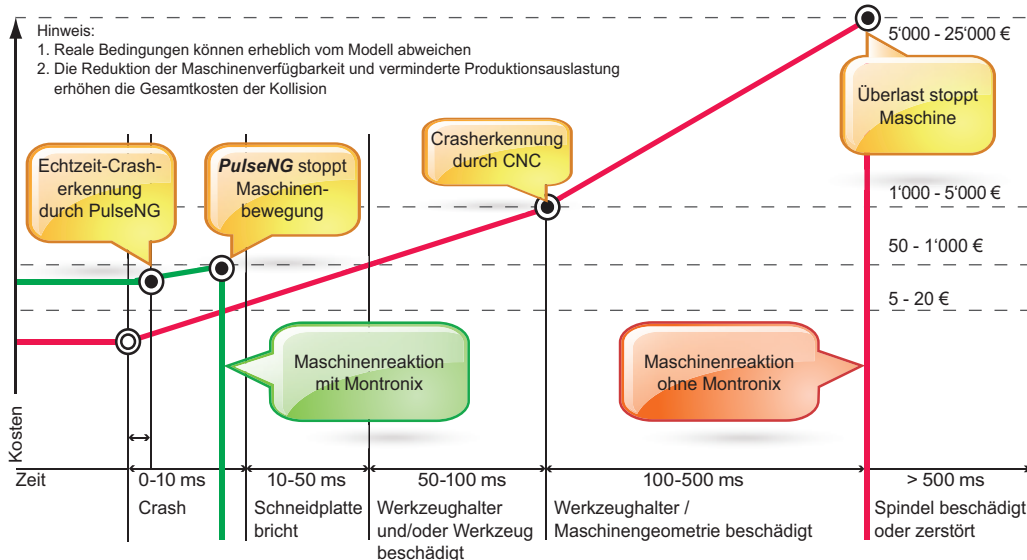 Hinweis:
1. Reale Bedingungen können erheblich vom Modell abweichen
2. Die Reduktion der Maschinenverfügbarkeit und verminderte Produktionsauslastung
erhöhen die Gesamtkosten der Kollision
5‘000 - 25‘000 €
Überlast stoppt
Maschine
Crasherkennung
durch CNC
Echtzeit-Crash-
erkennung
durch PulseNG
PulseNG stoppt
Maschinen-
bewegung
1‘000 - 5‘000 €
50 - 1‘000 €
5 - 20 €
Maschinenreaktion
mit Montronix
Maschinenreaktion
ohne Montronix
Kosten
Zeit
0-10 ms
10-50 ms
50-100 ms
100-500 ms
> 500 ms
Crash
Schneidplatte
bricht
Werkzeughalter
und/oder Werkzeug
beschädigt
Werkzeughalter /
Maschinengeometrie beschädigt
Spindel beschädigt
oder zerstört